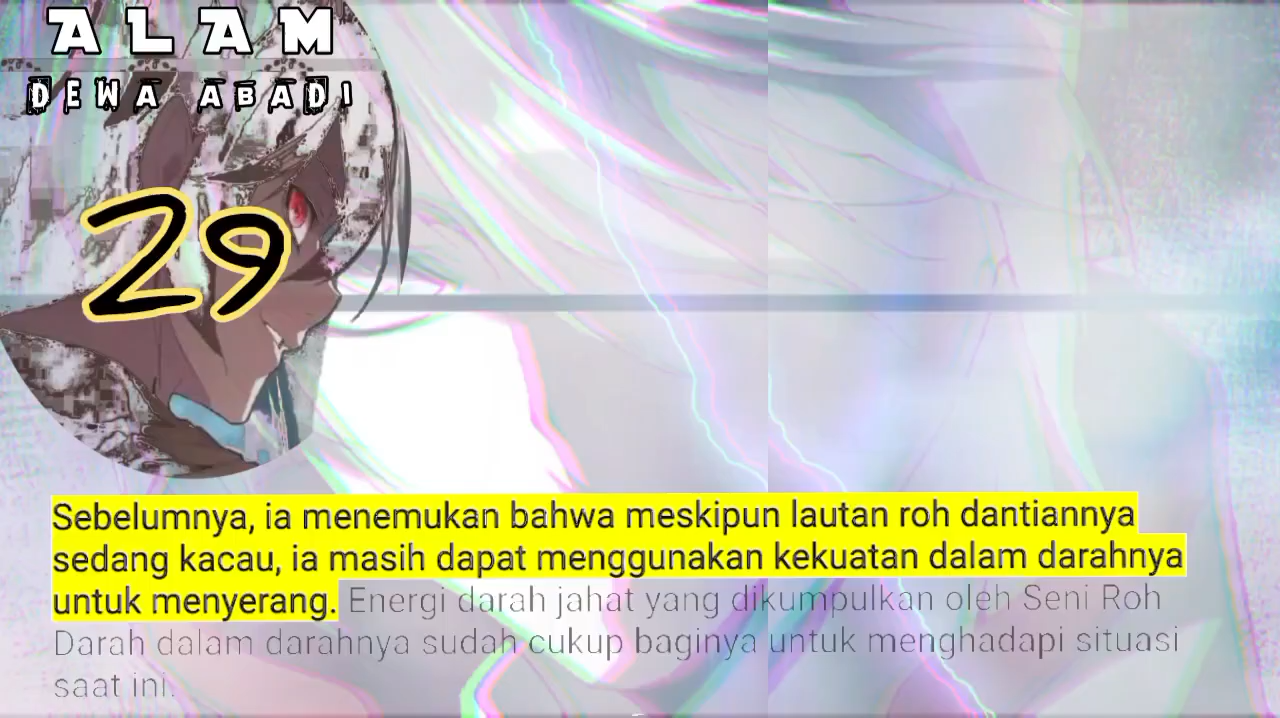 ALAM
DEWA ABADI
29
Sebelumnya, ia menemukan bahwa meskipun lautan roh dantiannya
sedang kacau, ia masih dapat menggunakan kekuatan dalam darahnya
untuk menyerang. Energi darah jahat yang dikumpulkan oleh Seni Roh
Darah dalam darahnya sudah cukup baginya untuk menghadapi situasi
saat ini.